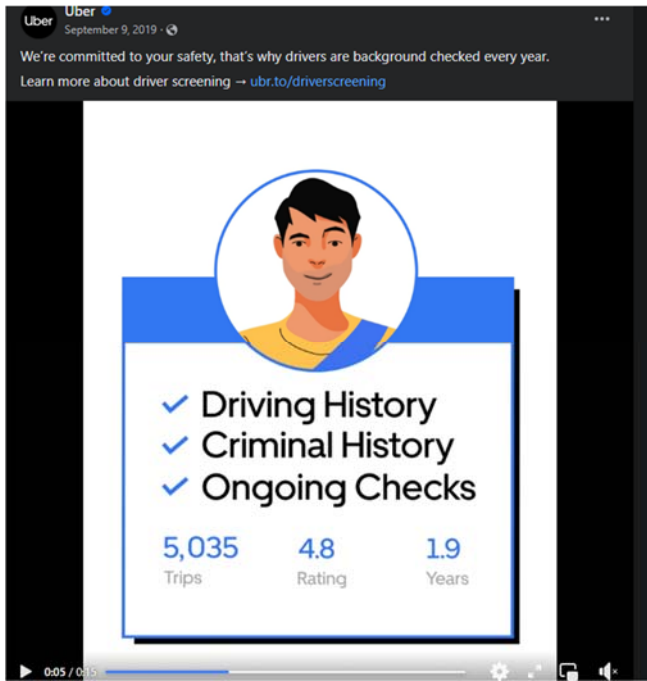 Uber
Uber
September 9, 2019 ·
We're committed to your safety, that's why drivers are background checked every year.
Learn more about driver screening → ubr.to/driverscreening
Driving History
Criminal History
Ongoing Checks
5,035 4.8 1.9
Trips Rating Years
0:05 / 0:15